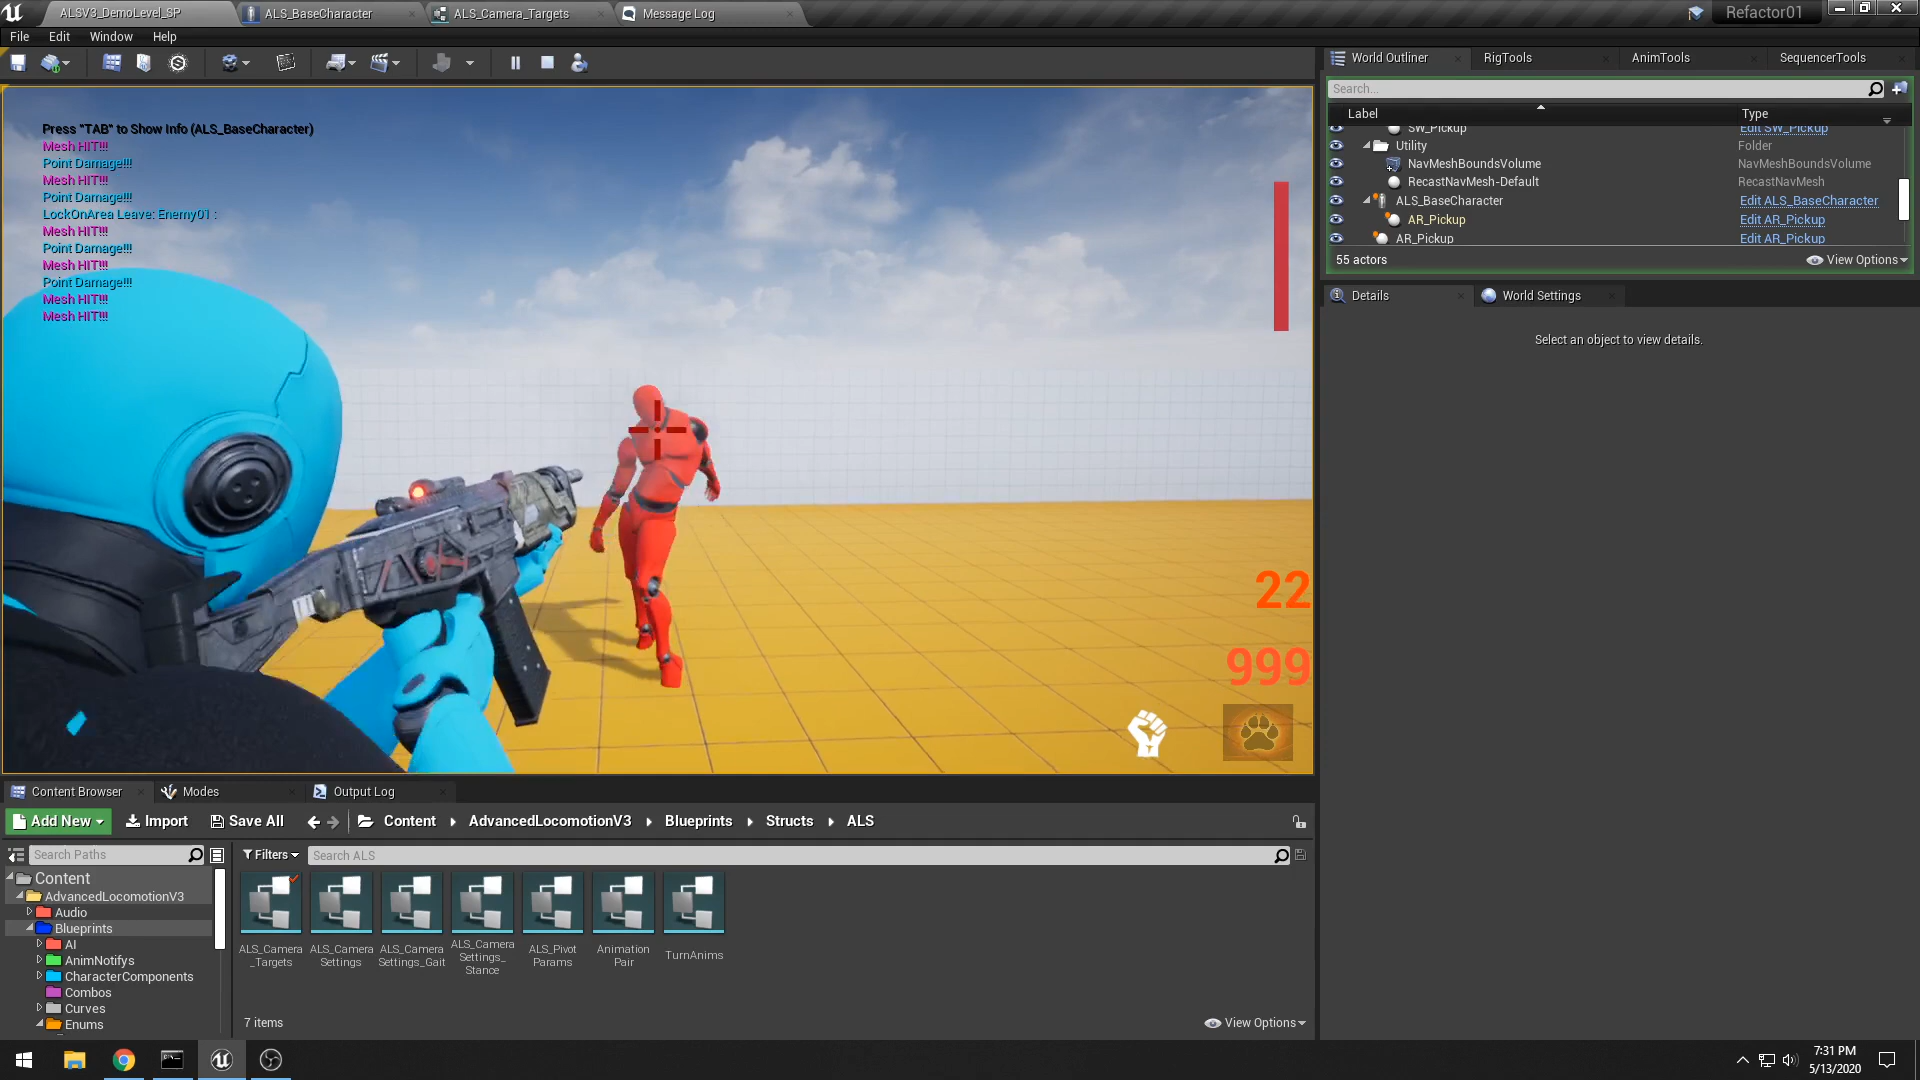 ALSV3_DemoLevel_SP
ALS_BaseCharacter
ALS_Camera_Targets
Message Log
Refactor01
File Edit Window Help
World Outliner
RigTools
AnimTools
SequencerTools
Search...
Label
Type
SW_Pickup Edit SW_Pickup
Utility Folder
NavMeshBoundsVolume NavMeshBoundsVolume
RecastNavMesh-Default RecastNavMesh
ALS_BaseCharacter Edit ALS_BaseCharacter
AR_Pickup Edit AR_Pickup
AR_Pickup Edit AR_Pickup
55 actors
View Options
Details
World Settings
Select an object to view details.
Press "TAB" to Show Info (ALS_BaseCharacter)
Mesh HIT!!!
Point Damage!!!
Mesh HIT!!!
Point Damage!!!
LockOnArea Leave: Enemy01 :
Mesh HIT!!!
Point Damage!!!
Mesh HIT!!!
Point Damage!!!
Mesh HIT!!!
Mesh HIT!!!
22
999
Content Browser
Modes
Output Log
Add New
Import
Save All
Content
AdvancedLocomotionV3
Blueprints
Structs
ALS
Search Paths
Filters
Search ALS
Content
AdvancedLocomotionV3
Audio
Blueprints
AI
AnimNotifys
CharacterComponents
Combos
Curves
Enums
ALS_Camera
_Targets
ALS_Camera
Settings
ALS_Camera
Settings_Gait
ALS_Camera
Settings_
Stance
ALS_Pivot
Params
Animation
Pair
TurnAnims
7 items
View Options
7:31 PM
5/13/2020